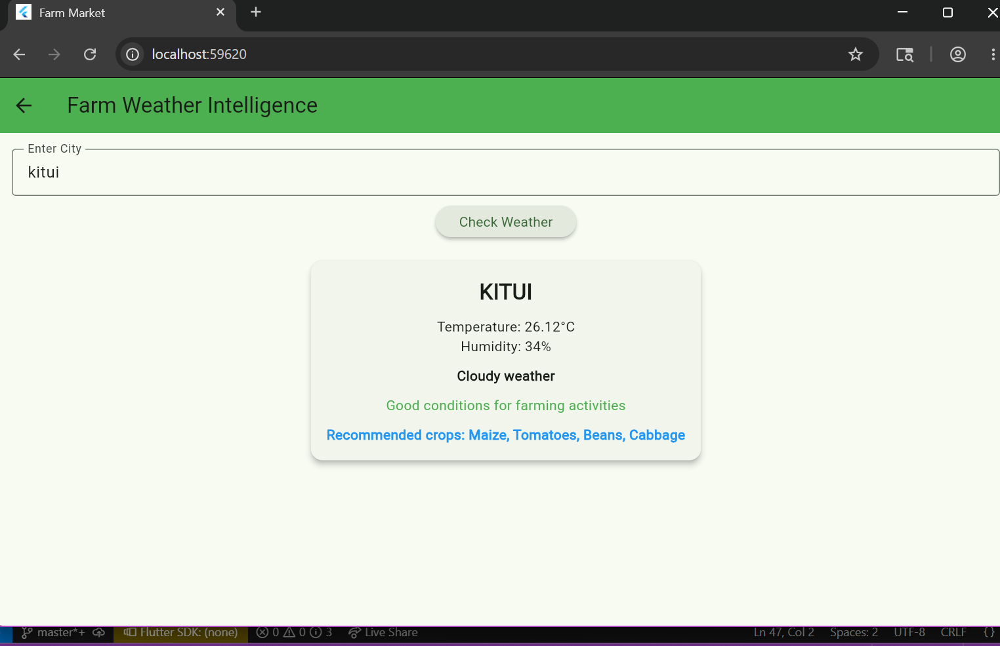 Farm Market
localhost:59620
Farm Weather Intelligence
Enter City
kitui
Check Weather
KITUI
Temperature: 26.12°C
Humidity: 34%
Cloudy weather
Good conditions for farming activities
Recommended crops: Maize, Tomatoes, Beans, Cabbage
master*+ Flutter SDK: (none) 0 0 3 Live Share Ln 47, Col 2 Spaces: 2 UTF-8 CRLF {}